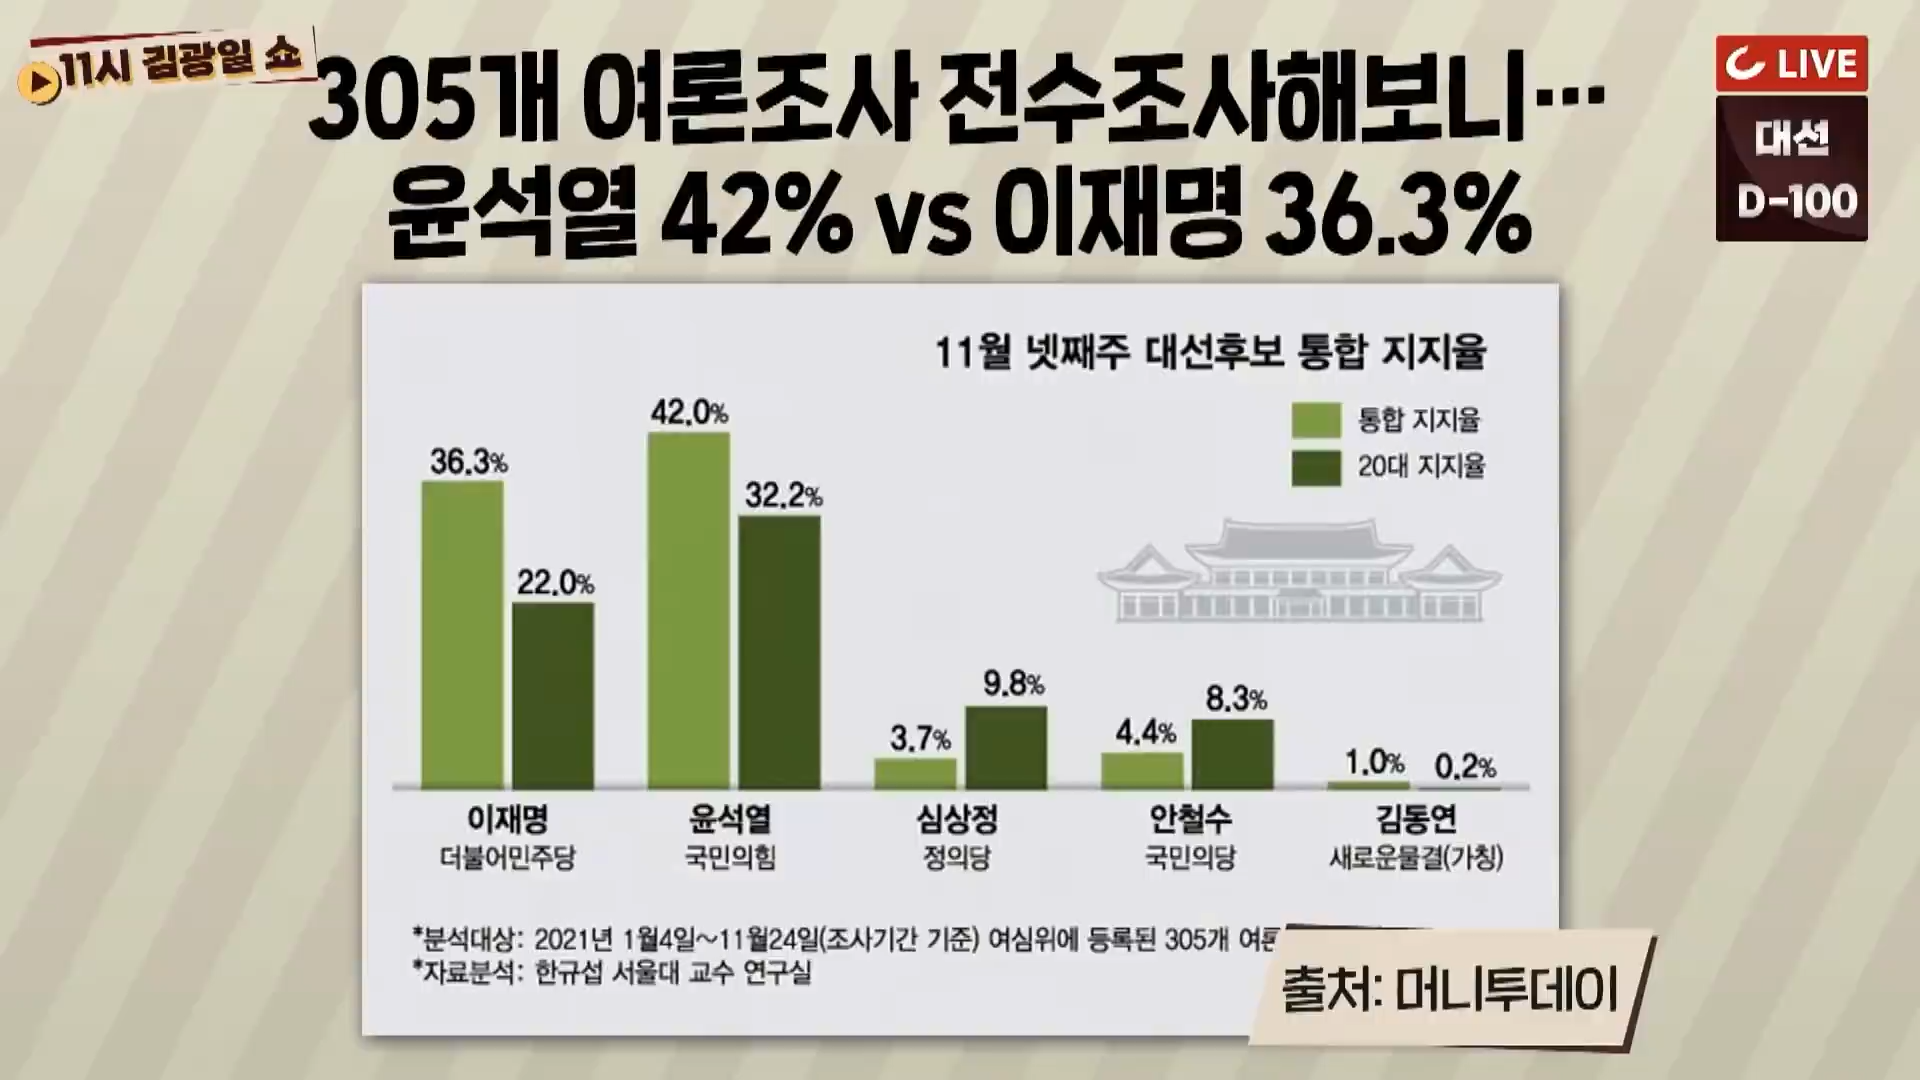 11시 김광일 쇼
305개 여론조사 전수조사해보니…
윤석열 42% vs 이재명 36.3%
LIVE
대선
D-100
11월 넷째주 대선후보 통합 지지율
통합 지지율
20대 지지율
36.3%
22.0%
42.0%
32.2%
3.7%
9.8%
4.4%
8.3%
1.0%
0.2%
이재명
더불어민주당
윤석열
국민의힘
심상정
정의당
안철수
국민의당
김동연
새로운물결(가칭)
*분석대상: 2021년 1월4일~11월24일(조사기간 기준) 여심위에 등록된 305개
*자료분석: 한규섭 서울대 교수 연구실
출처: 머니투데이